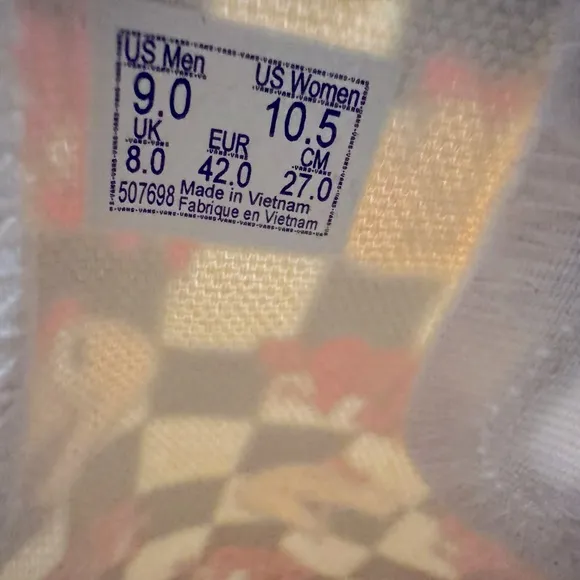 US Men US Women
9.0 10.5
UK EUR CM
8.0 42.0 27.0
507698 Made in Vietnam
Fabrique en Vietnam